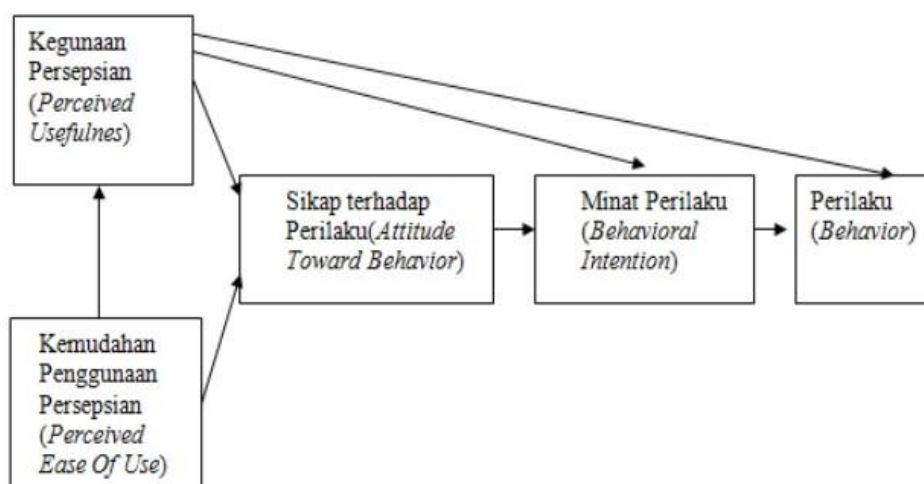 Kegunaan
Persepsian
(Perceived
Usefulnes)
Sikap terhadap
Perilaku(Attitude
Toward Behavior)
Minat Perilaku
(Behavioral
Intention)
Perilaku
(Behavior)
Kemudahan
Penggunaan
Persepsian
(Perceived
Ease Of Use)